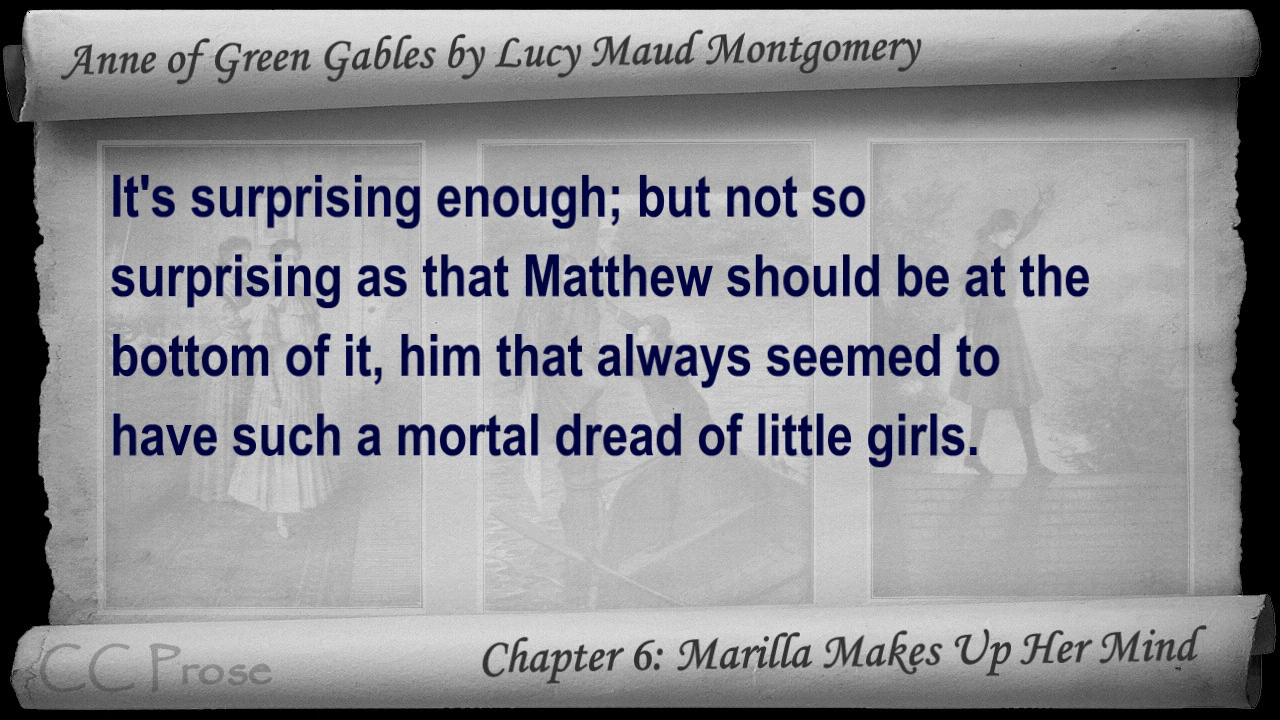 Anne of Green Gables by Lucy Maud Montgomery
It's surprising enough; but not so
surprising as that Matthew should be at the
bottom of it, him that always seemed to
have such a mortal dread of little girls.
CC Prose
Chapter 6: Marilla Makes Up Her Mind